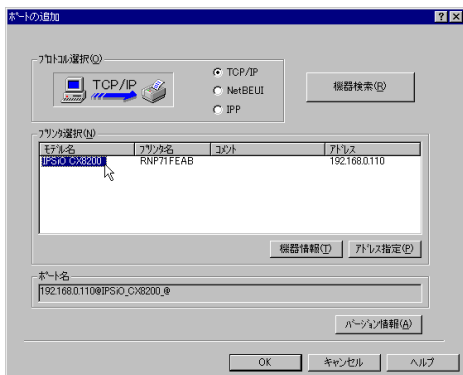 ポートの追加
プロトコル選択(O)
TCP/IP
TCP/IP
NetBEUI
IPP
機器検索(R)
プリンタ選択(N)
モデル名 プリンタ名 コメント アドレス
IPSiO CX8200 RNP71FEAB 192.168.0.110
機器情報(T) アドレス指定(P)
ポート名
192.168.0.110@IPSiO_CX8200_@
バージョン情報(A)
OK キャンセル ヘルプ